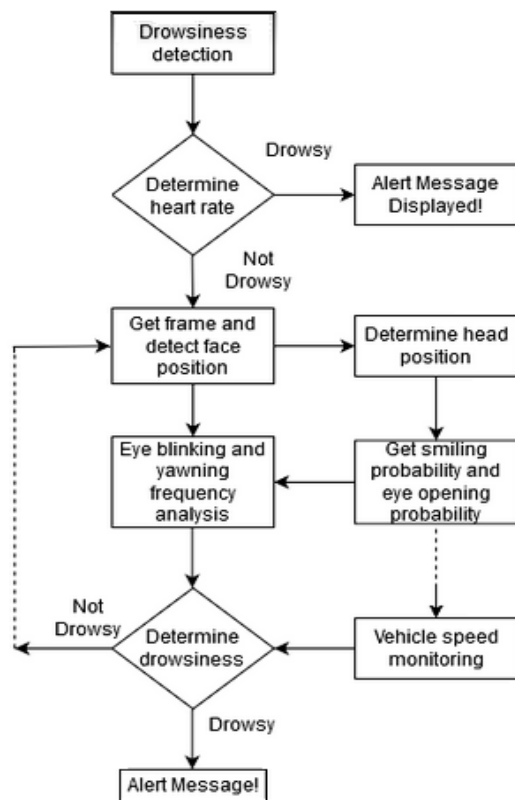 Drowsiness
detection
Drowsy
Determine
heart rate
Alert Message
Displayed!
Not
Drowsy
Get frame and
detect face
position
Determine head
position
Eye blinking and
yawning
frequency
analysis
Get smiling
probability and
eye opening
probability
Not
Drowsy
Determine
drowsiness
Vehicle speed
monitoring
Drowsy
Alert Message!